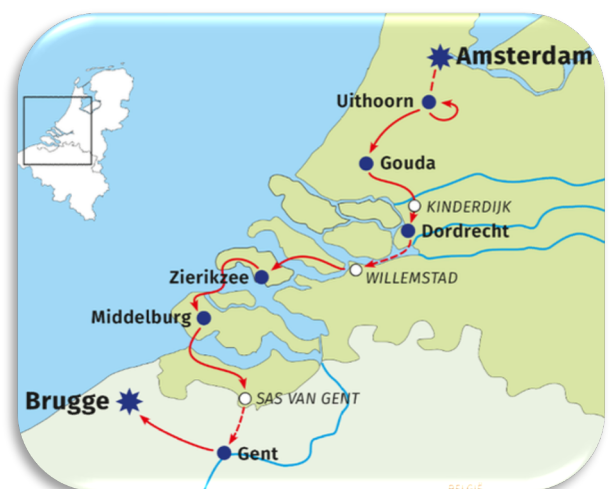 Amsterdam
Uithoorn
Gouda
KINDERDIJK
Dordrecht
WILLEMSTAD
Zierikzee
Middelburg
SAS VAN GENT
Brugge
Gent